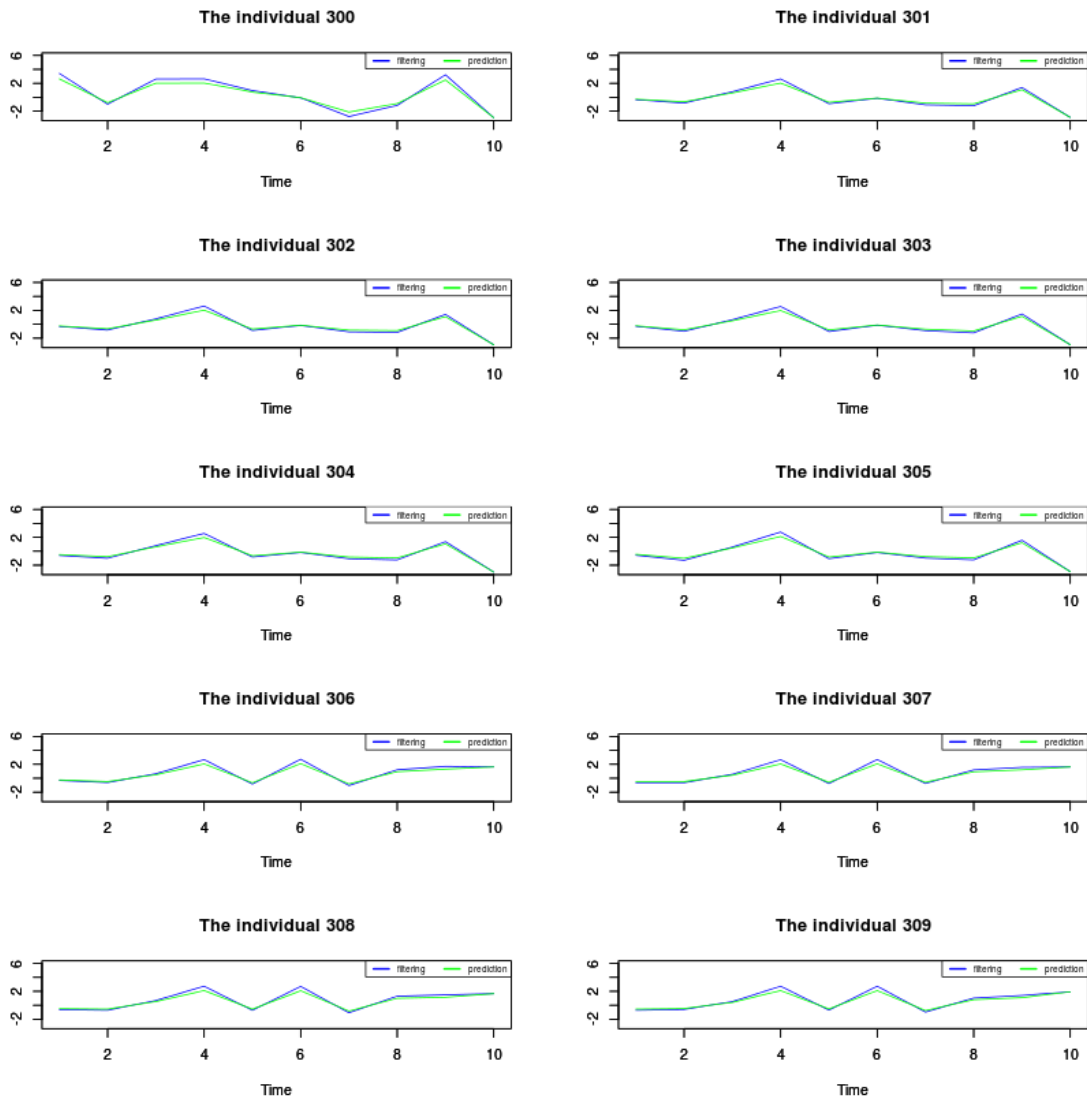 The individual 300
6
2
-2
filtering prediction
2 4 6 8 10
Time
The individual 301
6
2
-2
filtering prediction
2 4 6 8 10
Time
The individual 302
6
2
-2
filtering prediction
2 4 6 8 10
Time
The individual 303
6
2
-2
filtering prediction
2 4 6 8 10
Time
The individual 304
6
2
-2
filtering prediction
2 4 6 8 10
Time
The individual 305
6
2
-2
filtering prediction
2 4 6 8 10
Time
The individual 306
6
2
-2
filtering prediction
2 4 6 8 10
Time
The individual 307
6
2
-2
filtering prediction
2 4 6 8 10
Time
The individual 308
6
2
-2
filtering prediction
2 4 6 8 10
Time
The individual 309
6
2
-2
filtering prediction
2 4 6 8 10
Time